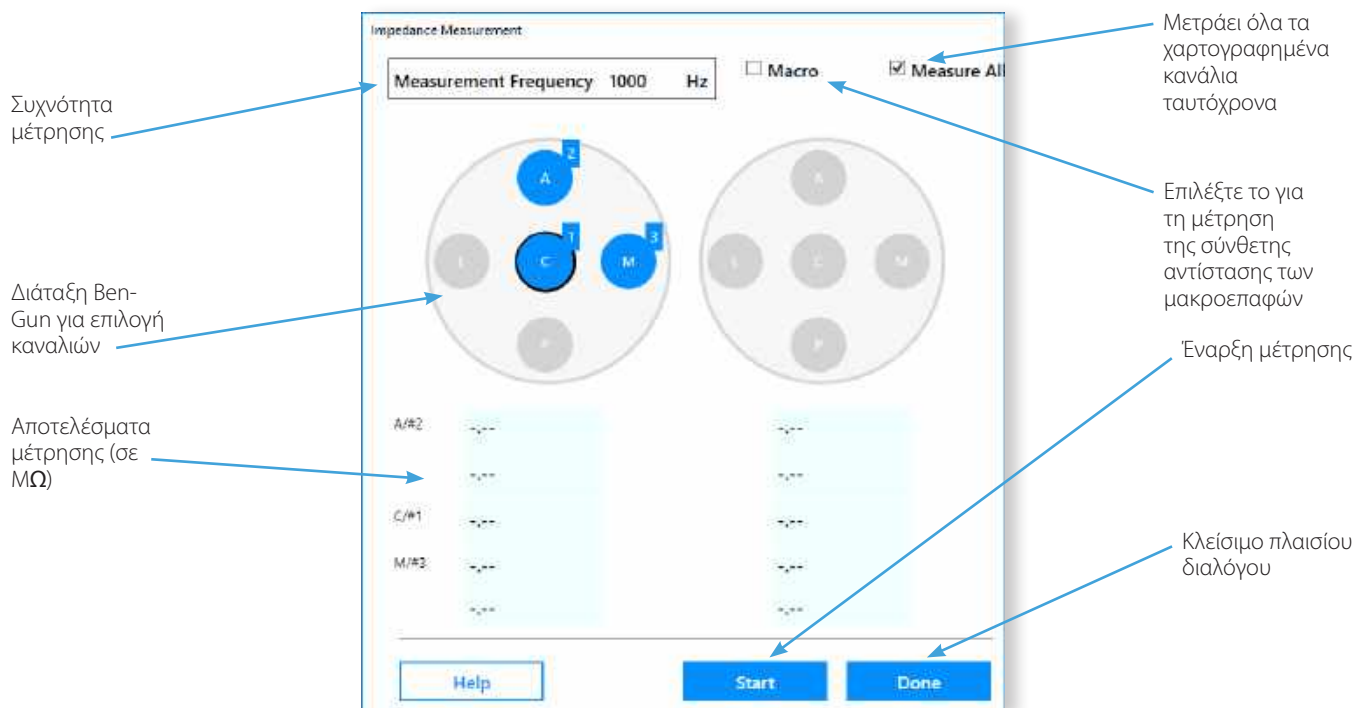 Impedance Measurement
Measurement Frequency 1000 Hz
Macro
Measure All
Μετράει όλα τα
χαρτογραφημένα
κανάλια
ταυτόχρονα
Συχνότητα
μέτρησης
Επιλέξτε το για
τη μέτρηση
της σύνθετης
αντίστασης των
μακροεπαφών
2
A
1
C
3
M
L
P
A
L
C
M
P
Διάταξη Ben-
Gun για επιλογή
καναλιών
Έναρξη μέτρησης
Αποτελέσματα
μέτρησης (σε
MΩ)
A/#2 -.-- -.--
-.-- -.--
C/#1 -.-- -.--
M/#3 -.-- -.--
-.-- -.--
Κλείσιμο πλαισίου
διαλόγου
Help
Start
Done